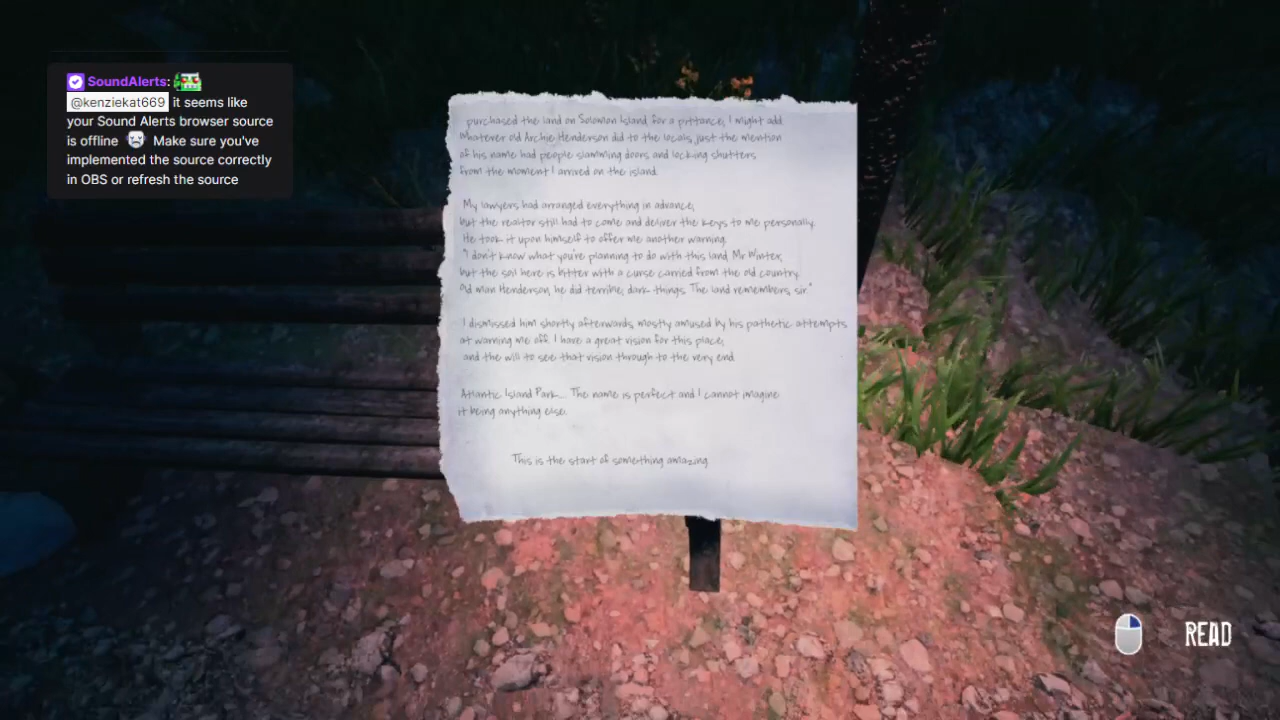 SoundAlerts:
@kenziekat669 it seems like
your Sound Alerts browser source
is offline Make sure you've
implemented the source correctly
in OBS or refresh the source
purchased the land on Solomon Island, for a pittance, I might add.
Whatever old Archie Henderson did to the locals, just the mention
of his name had people slamming doors and locking shutters
from the moment I arrived on the island.
My lawyers had arranged everything in advance,
but the realtor still had to come and deliver the keys to me personally.
He took it upon himself to offer me another warning.
"I don't know what you're planning to do with this land, Mr Winter,
but the soil here is bitter with a curse carried from the old country.
Old man Henderson, he did terrible, dark things. The land remembers, sir."
I dismissed him shortly afterwards, mostly amused by his pathetic attempts
at warning me off. I have a great vision for this place,
and the will to see that vision through to the very end.
Atlantic Island Park... The name is perfect and I cannot imagine
it being anything else.
This is the start of something amazing.
READ